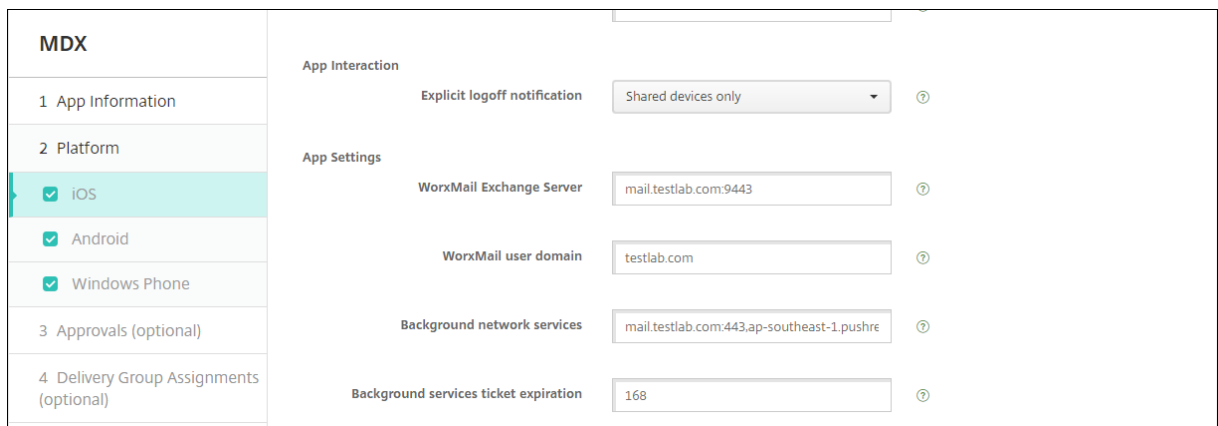 MDX
1 App Information
2 Platform
iOS
Android
Windows Phone
3 Approvals (optional)
4 Delivery Group Assignments
(optional)
App Interaction
Explicit logoff notification
Shared devices only
App Settings
WorxMail Exchange Server
mail.testlab.com:9443
WorxMail user domain
testlab.com
Background network services
mail.testlab.com:443,ap-southeast-1.pushre
Background services ticket expiration
168